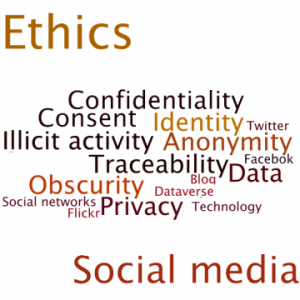 Ethics
Confidentiality
Consent Identity Twitter
Illicit activity Anonymity
Traceability Facebok
Blog Data
Obscurity Dataverse
Social networks Privacy Technology
Flickr
Social media